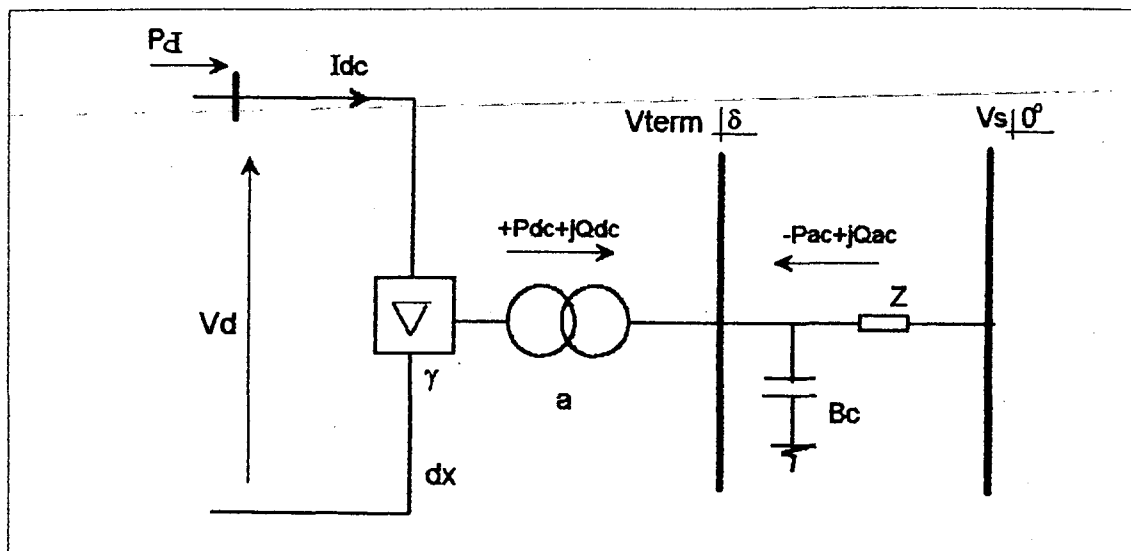 Pd
Idc
Vterm |δ
Vs|0°
+Pdc+jQdc
-Pac+jQac
Z
Vd
γ
a
Bc
dx